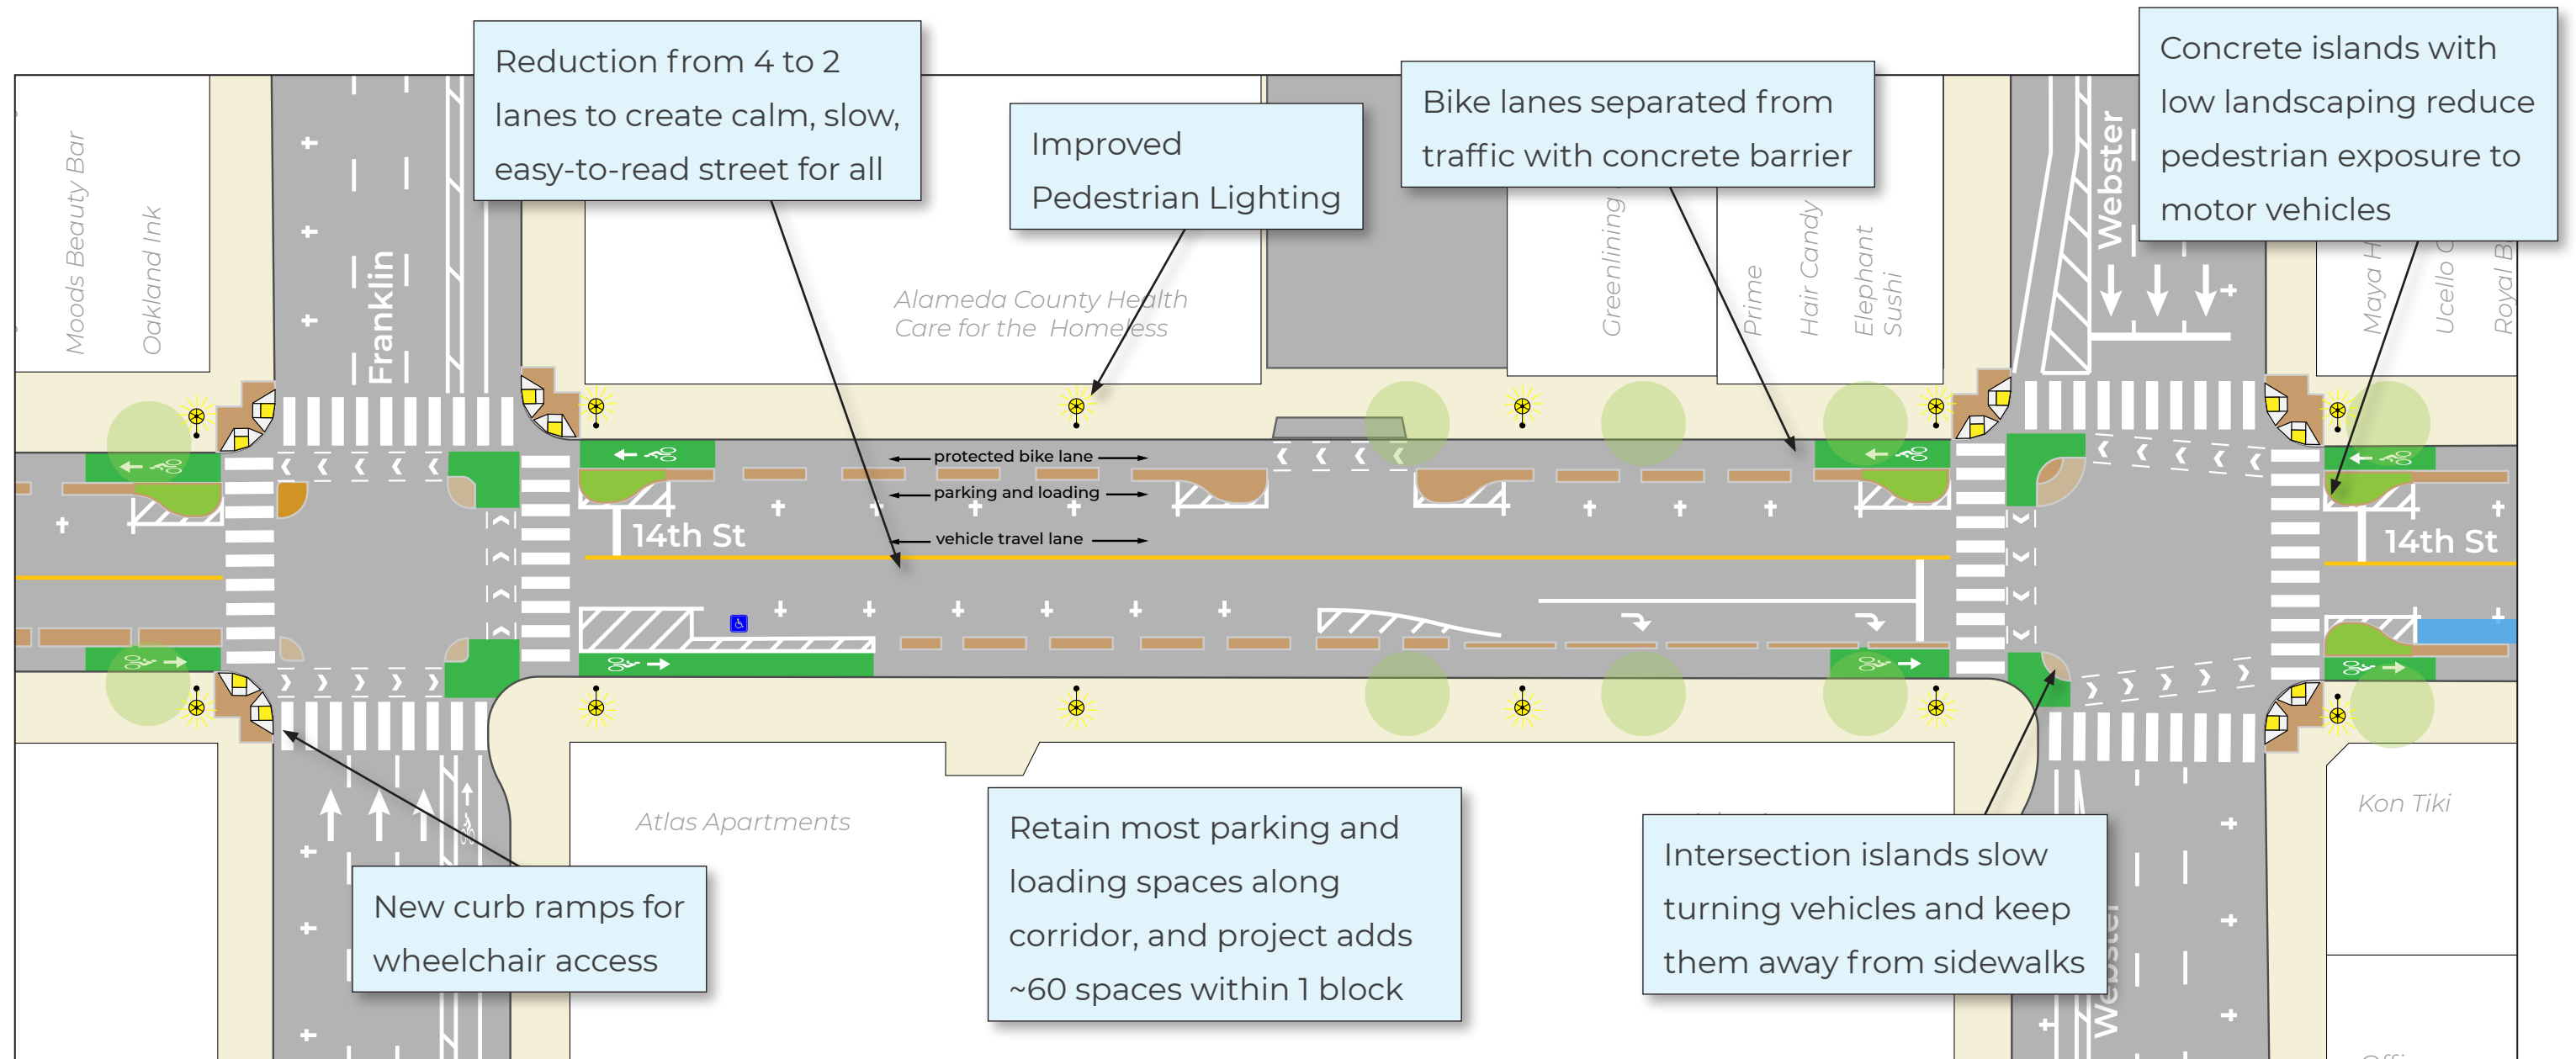 Reduction from 4 to 2
lanes to create calm, slow,
easy-to-read street for all
Improved
Pedestrian Lighting
Bike lanes separated from
traffic with concrete barrier
Concrete islands with
low landscaping reduce
pedestrian exposure to
motor vehicles
Moods Beauty Bar
Oakland Ink
Franklin
Alameda County Health
Care for the Homeless
Greenlining
Prime
Hair Candy
Elephant
Sushi
Webster
Maya
Ucello
Royal
protected bike lane
parking and loading
vehicle travel lane
14th St
14th St
Atlas Apartments
Kon Tiki
New curb ramps for
wheelchair access
Retain most parking and
loading spaces along
corridor, and project adds
~60 spaces within 1 block
Intersection islands slow
turning vehicles and keep
them away from sidewalks
Webster